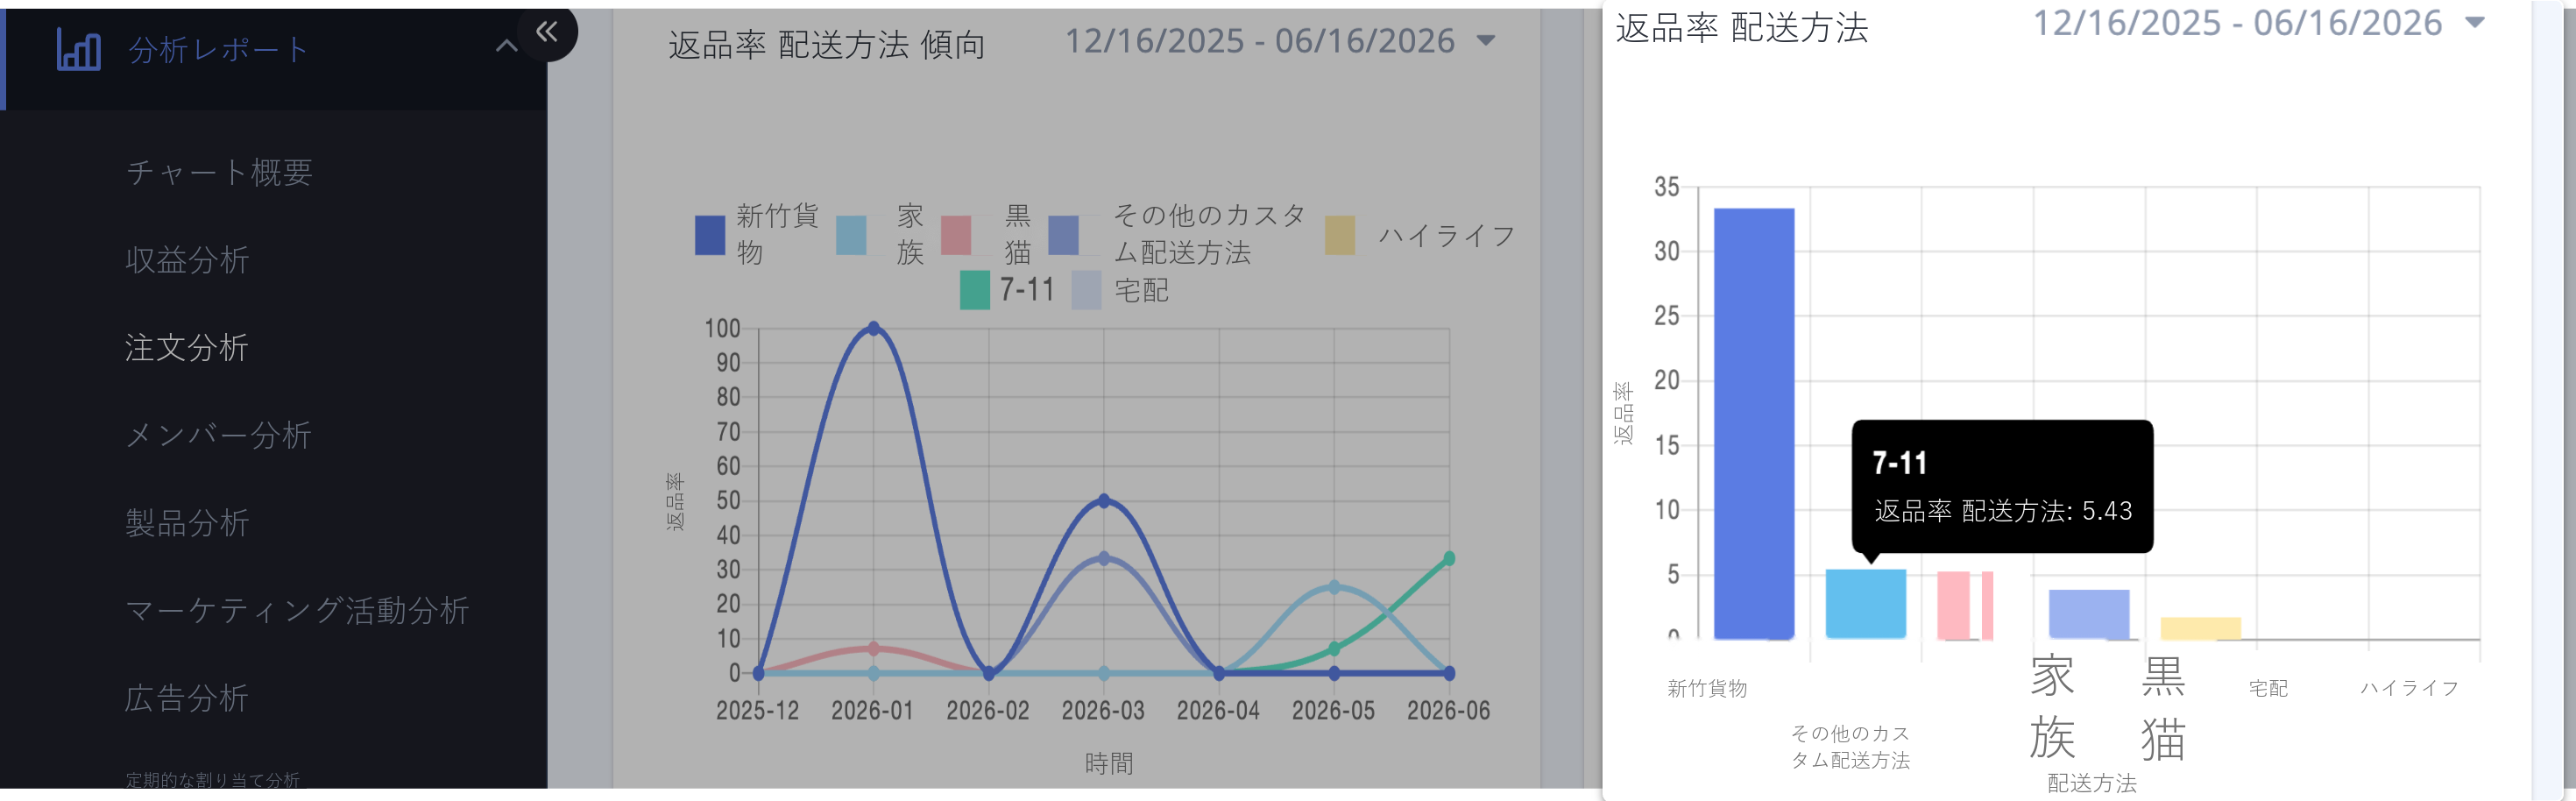 分析レポート
チャート概要
収益分析
注文分析
メンバー分析
製品分析
マーケティング活動分析
広告分析
定期的な割り当て分析
返品率 配送方法 傾向
12/16/2025 - 06/16/2026
新竹貨
物
家
族
黒
猫
その他のカスタ
ム配送方法
ハイライフ
7-11
宅配
返品率
100
90
80
70
60
50
40
30
20
10
0
2025-12 2026-01 2026-02 2026-03 2026-04 2026-05 2026-06
時間
返品率 配送方法
12/16/2025 - 06/16/2026
返品率
35
30
25
20
15
10
5
0
7-11
返品率 配送方法: 5.43
新竹貨物
その他のカス
タム配送方法
家
族
黒
猫
宅配
ハイライフ
配送方法